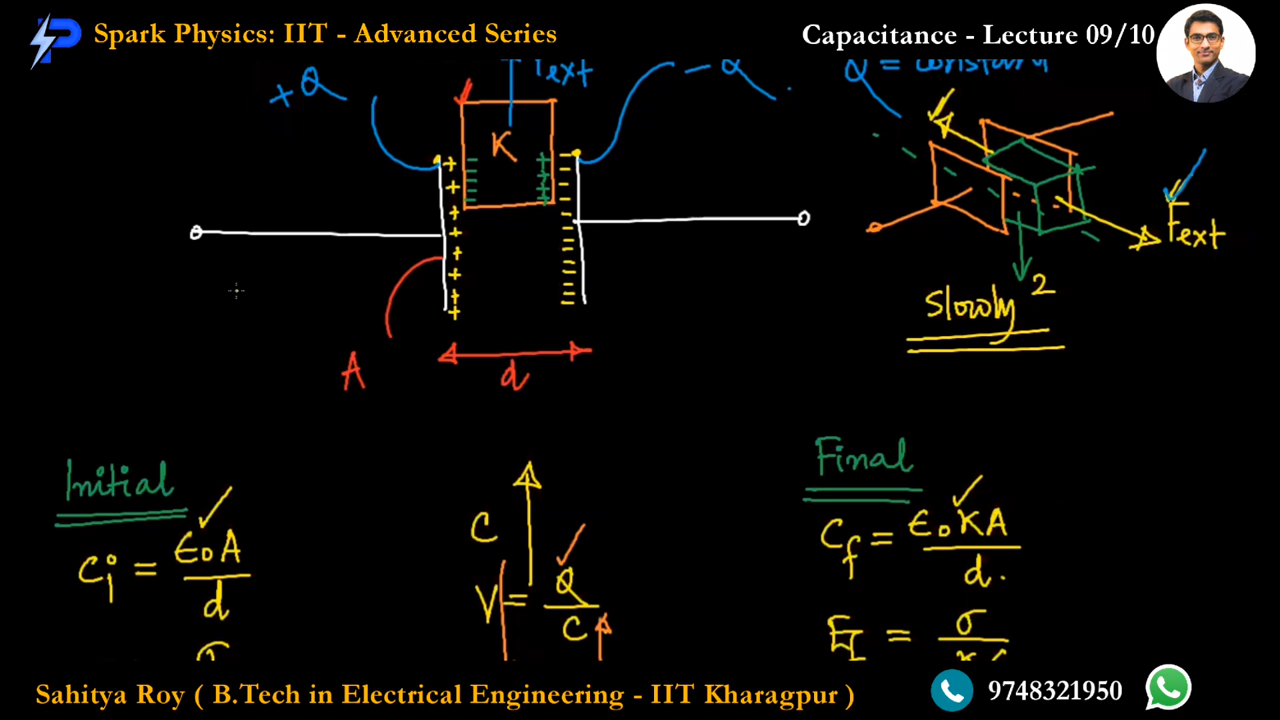 Spark Physics: IIT - Advanced Series
Capacitance - Lecture 09/10
+Q
Fext
- Q
Q = constant
K
Fext
Slowly 2
A
d
Initial
Final
Ci = ϵ0A / d
C
V = Q / C
Cf = ϵ0KA / d
σ
E = σ
Sahitya Roy ( B.Tech in Electrical Engineering - IIT Kharagpur )
9748321950